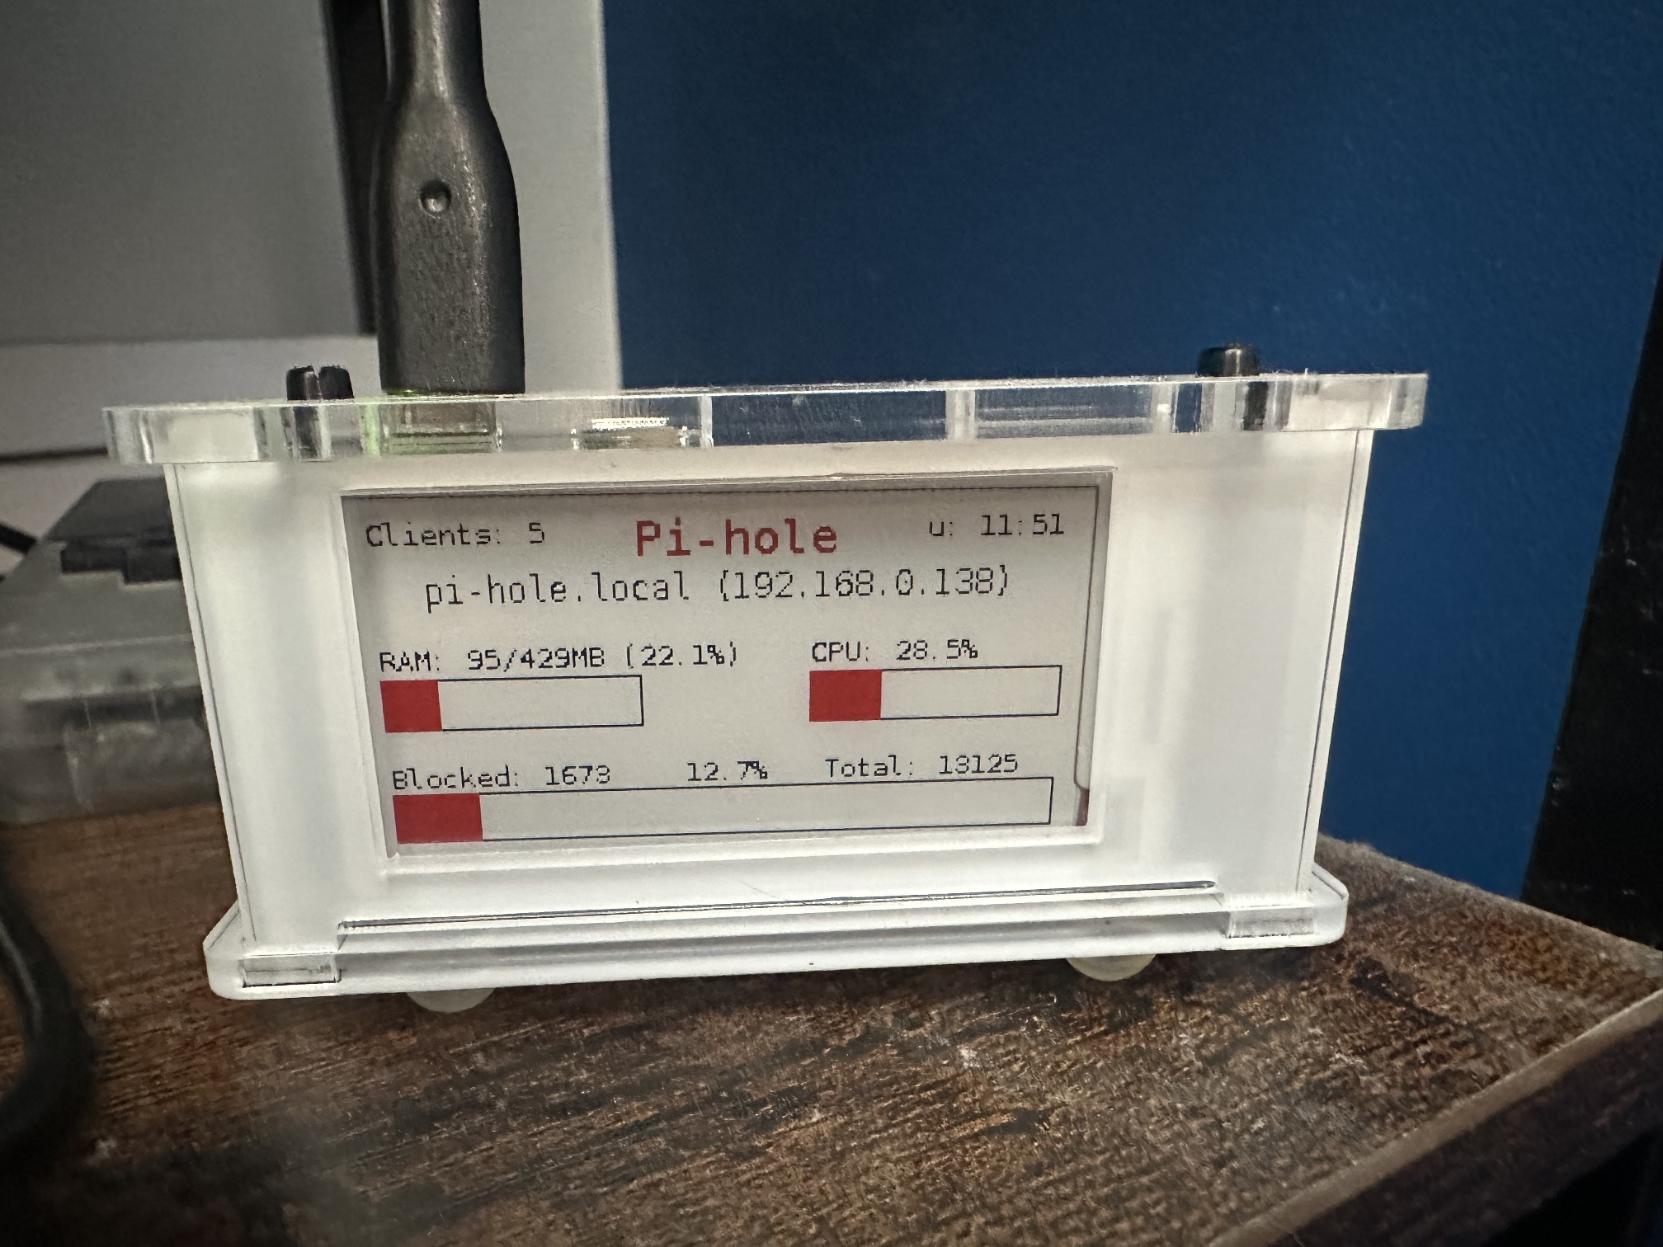 Clients: 5 Pi-hole u: 11:51
pi-hole.local (192.168.0.138)
RAM: 95/429MB (22.1%) CPU: 28.5%
Blocked: 1673 12.7% Total: 13125